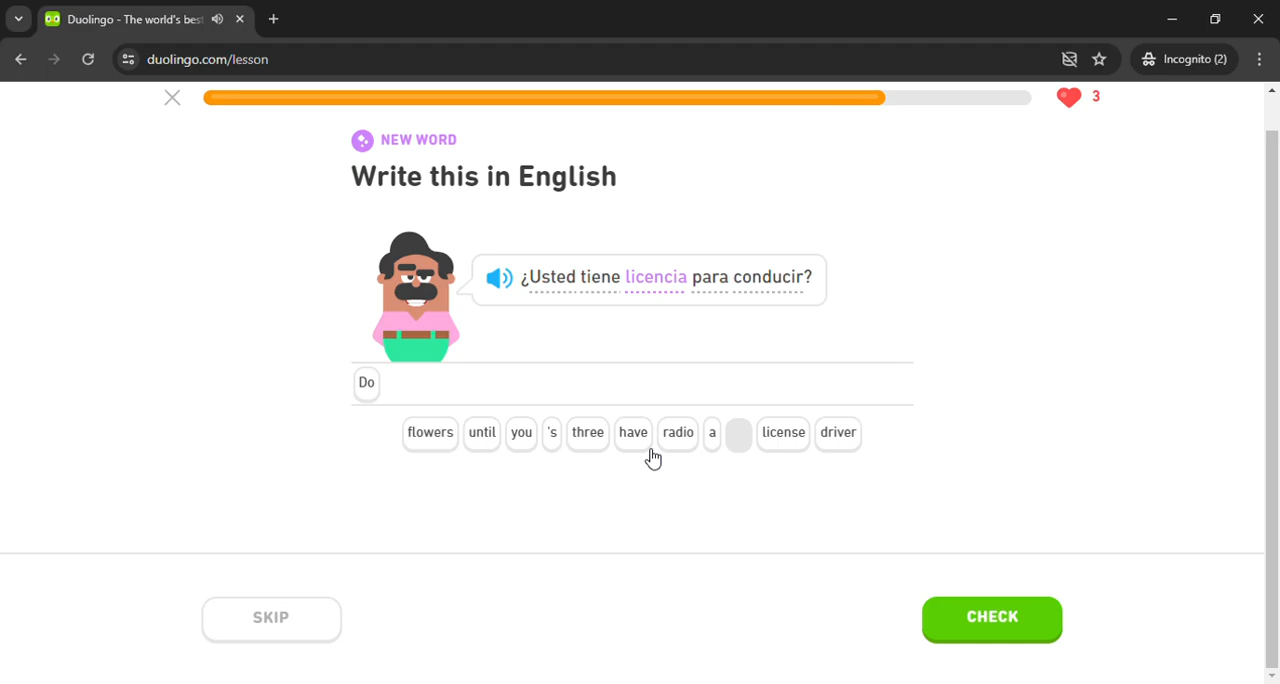 Duolingo - The world's bes
duolingo.com/lesson
Incognito (2)
3
NEW WORD
Write this in English
¿Usted tiene licencia para conducir?
Do
flowers until you 's three have radio a license driver
SKIP
CHECK